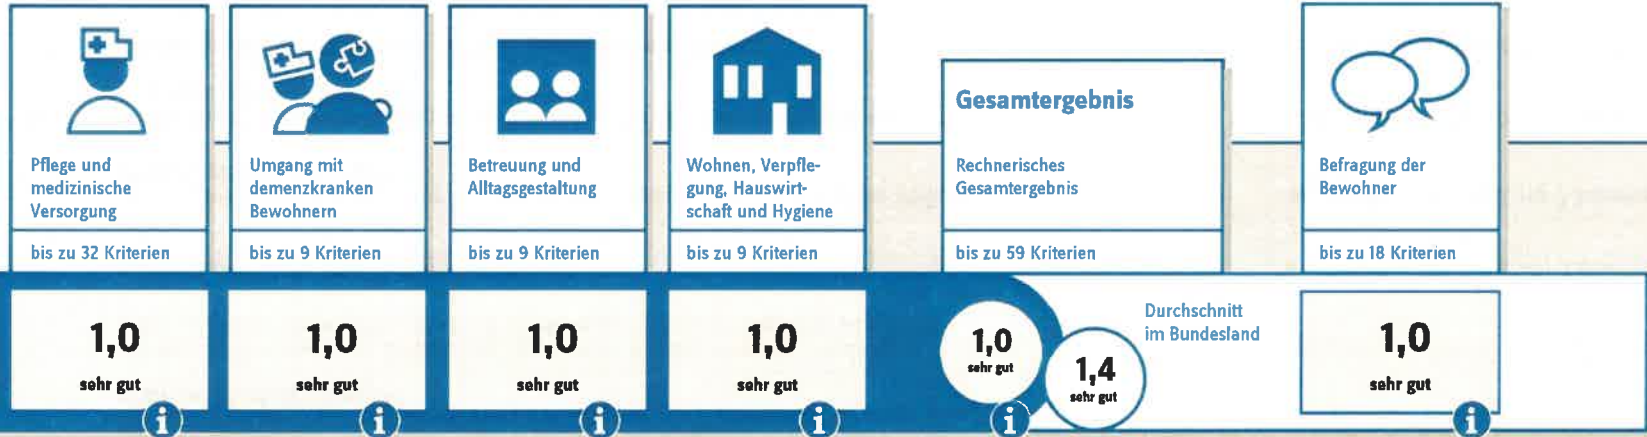 Pflege und
medizinische
Versorgung
bis zu 32 Kriterien
1,0
sehr gut
Umgang mit
demenzkranken
Bewohnern
bis zu 9 Kriterien
1,0
sehr gut
Betreuung und
Alltagsgestaltung
bis zu 9 Kriterien
1,0
sehr gut
Wohnen, Verpfle-
gung, Hauswirt-
schaft und Hygiene
bis zu 9 Kriterien
1,0
sehr gut
Gesamtergebnis
Rechnerisches
Gesamtergebnis
bis zu 59 Kriterien
1,0
sehr gut
1,4
sehr gut
Durchschnitt
im Bundesland
Befragung der
Bewohner
bis zu 18 Kriterien
1,0
sehr gut